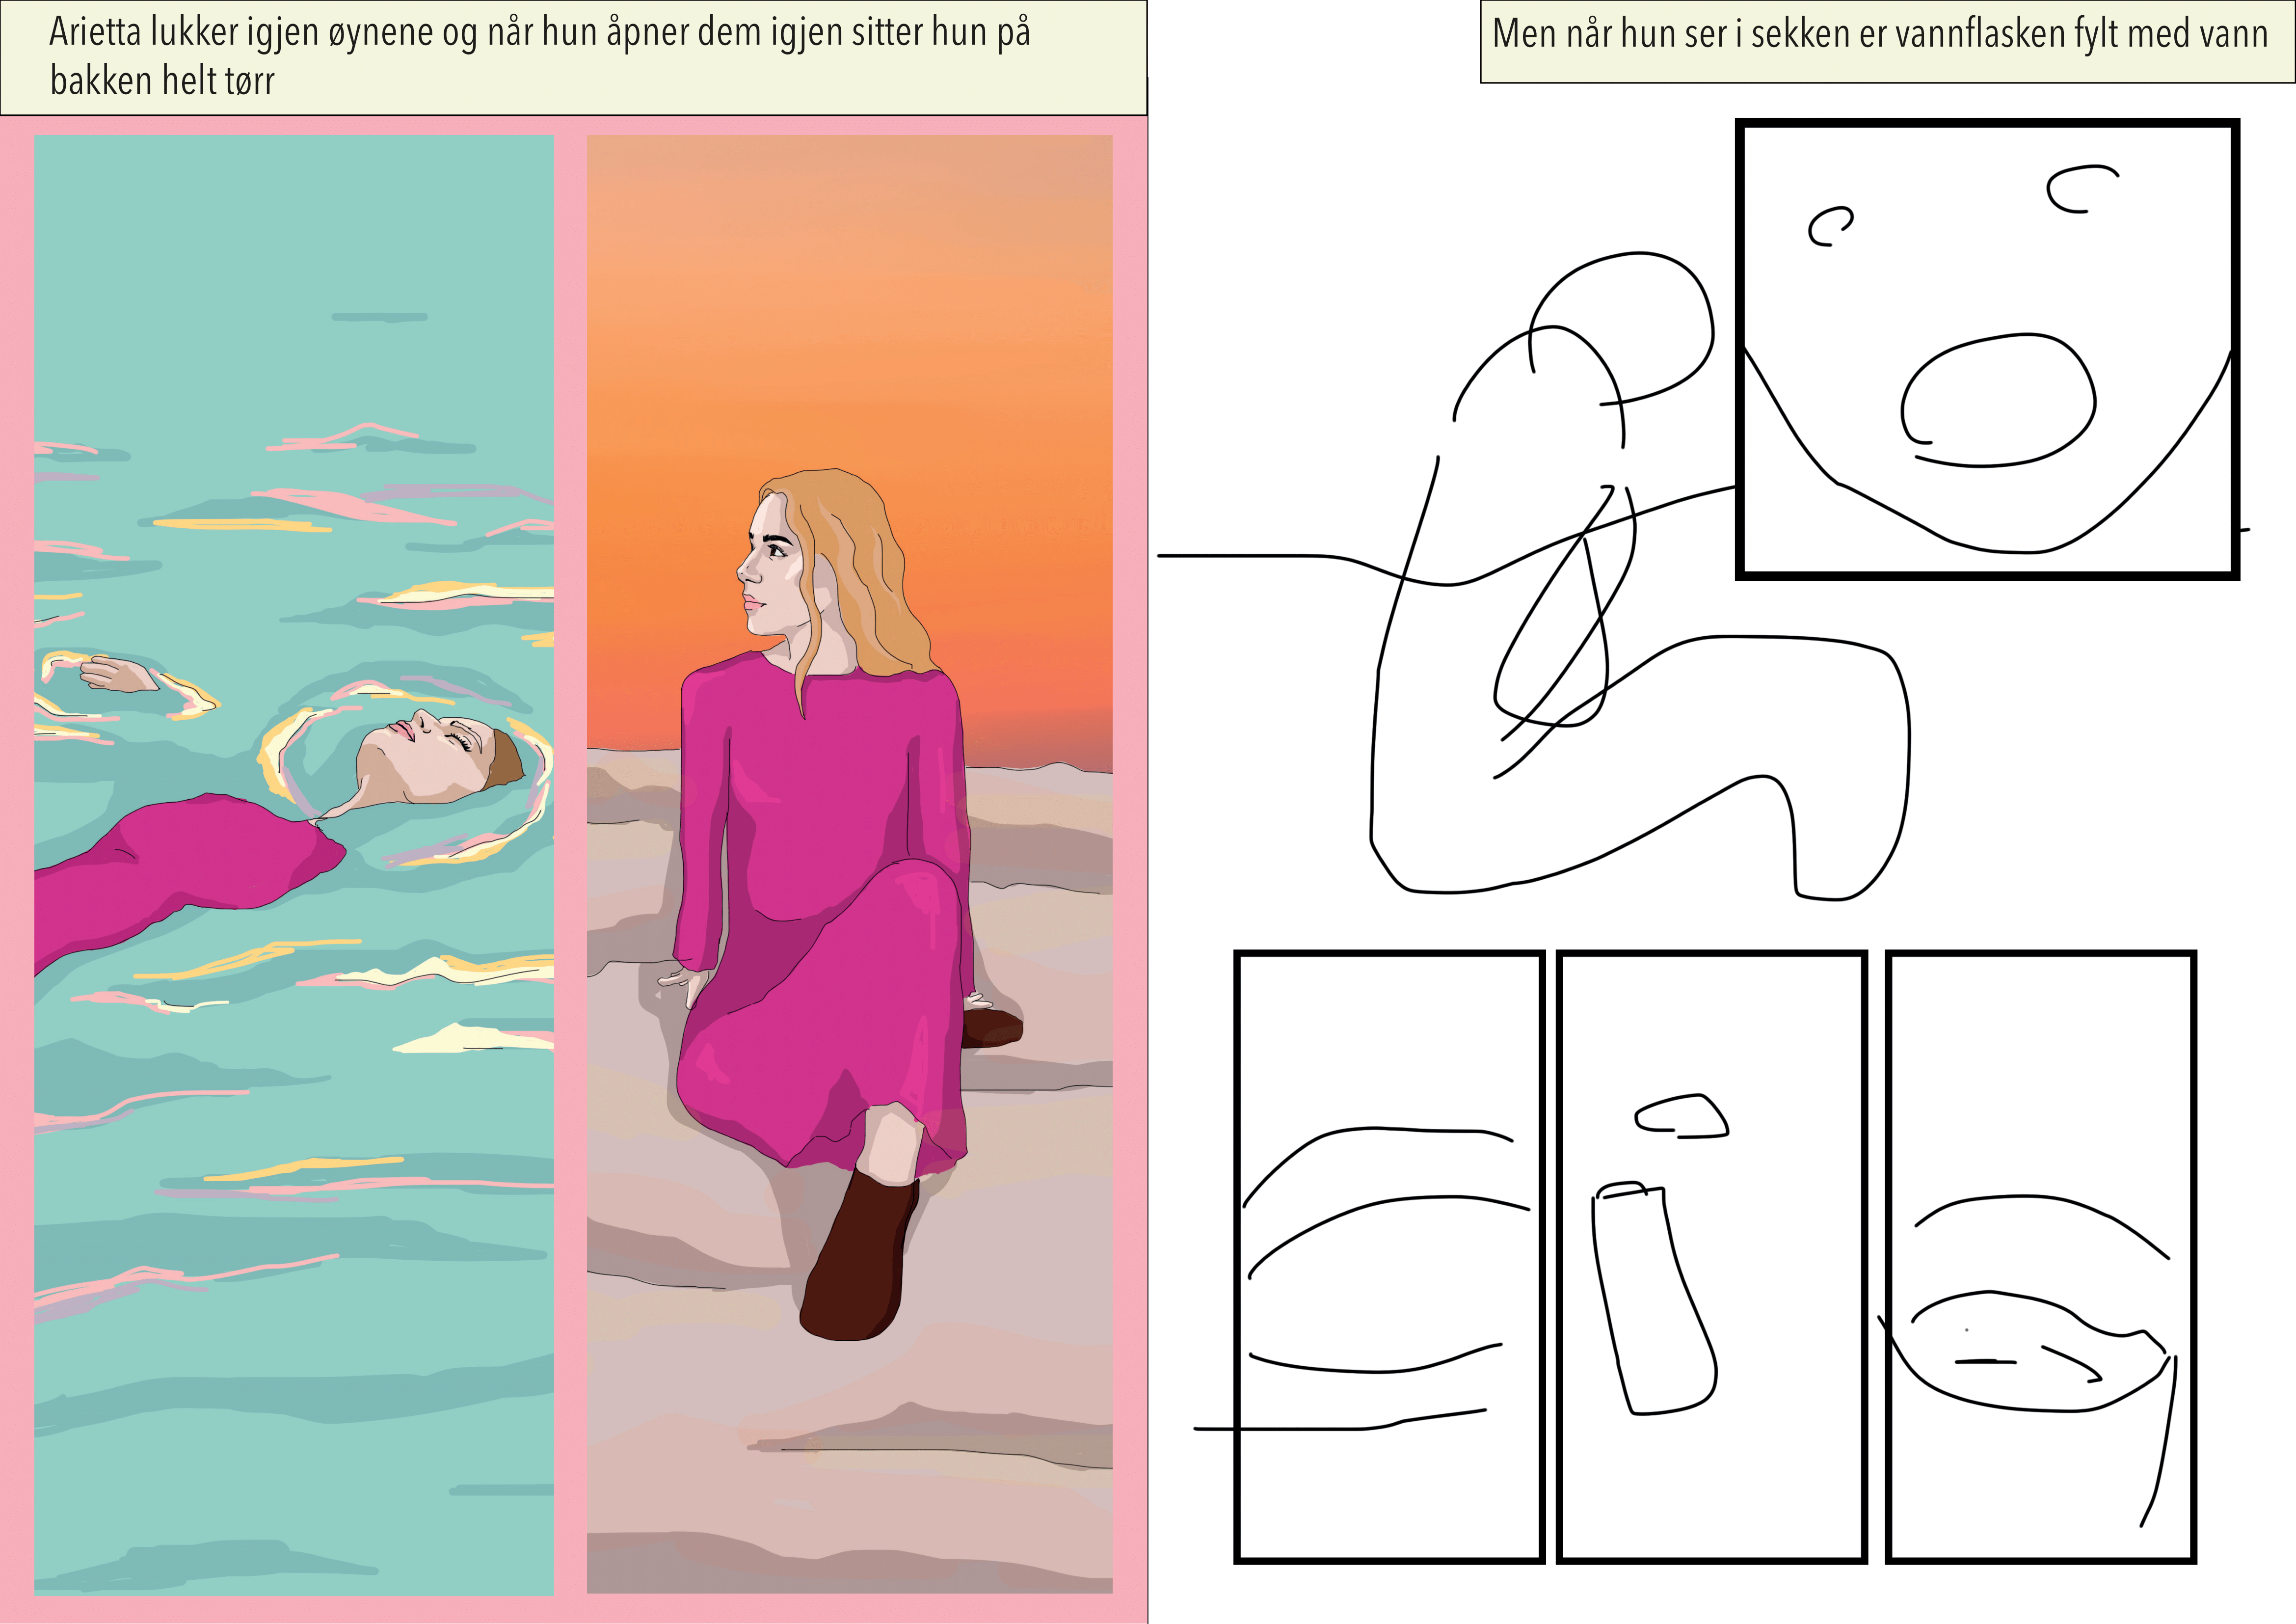 Arietta lukker igjen øynene og når hun åpner dem igjen sitter hun på
bakken helt tørr
Men når hun ser i sekken er vannflasken fylt med vann